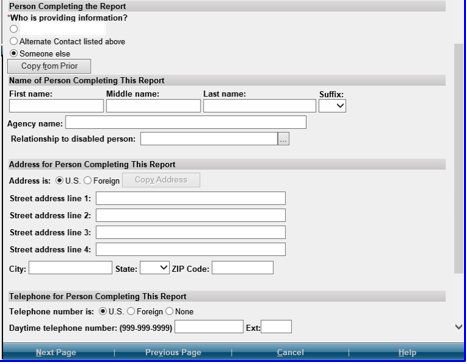 Person Completing the Report
*Who is providing information?
Alternate Contact listed above
Someone else
Copy from Prior
Name of Person Completing This Report
First name: Middle name: Last name: Suffix:
Agency name:
Relationship to disabled person: ...
Address for Person Completing This Report
Address is: U.S. Foreign Copy Address
Street address line 1:
Street address line 2:
Street address line 3:
Street address line 4:
City: State: ZIP Code:
Telephone for Person Completing This Report
Telephone number is: U.S. Foreign None
Daytime telephone number: (999-999-9999) Ext:
Next Page | Previous Page | Cancel | Help